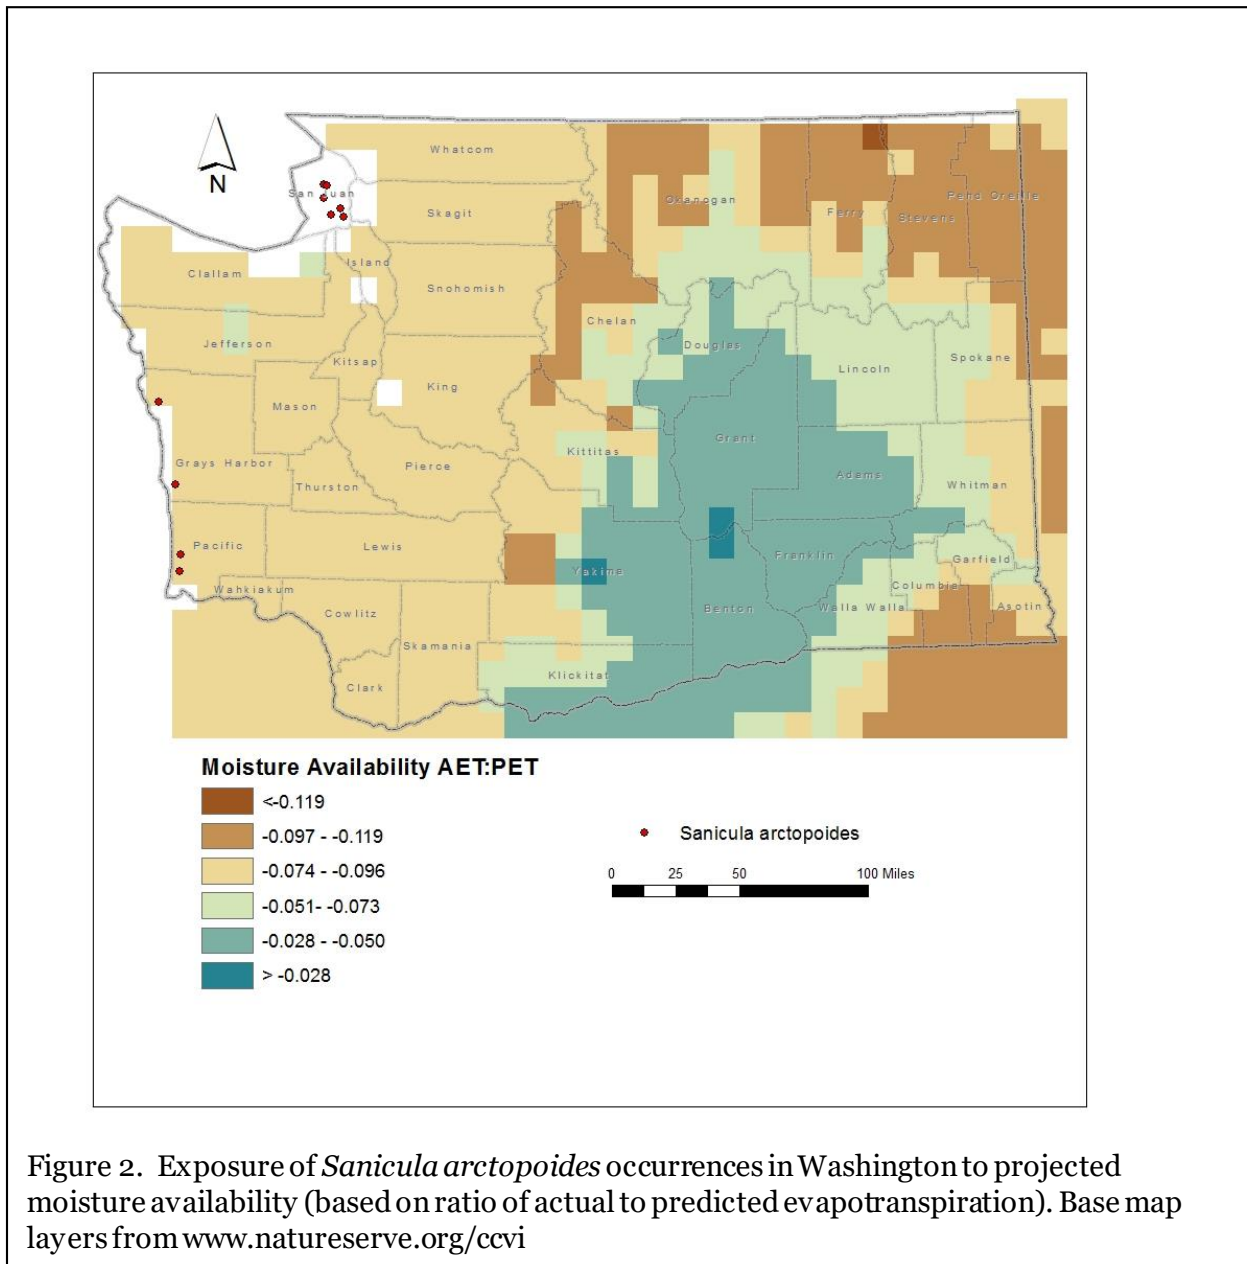 N
Whatcom
San Juan
Okanogan
Pend Oreille
Skagit
Ferry
Stevens
Island
Clallam
Snohomish
Chelan
Jefferson
Douglas
Spokane
Kitsap
Lincoln
King
Mason
Grant
Kittitas
Grays Harbor
Pierce
Adams
Thurston
Whitman
Pacific
Lewis
Franklin
Garfield
Yakima
Columbia
Wahkiakum
Cowlitz
Benton
Walla Walla
Asotin
Skamania
Klickitat
Clark
Moisture Availability AET:PET
<-0.119
-0.097 - -0.119
-0.074 - -0.096
-0.051- -0.073
-0.028 - -0.050
> -0.028
Sanicula arctopoides
0 25 50 100 Miles
Figure 2. Exposure of Sanicula arctopoides occurrences in Washington to projected
moisture availability (based on ratio of actual to predicted evapotranspiration). Base map
layers from www.natureserve.org/ccvi